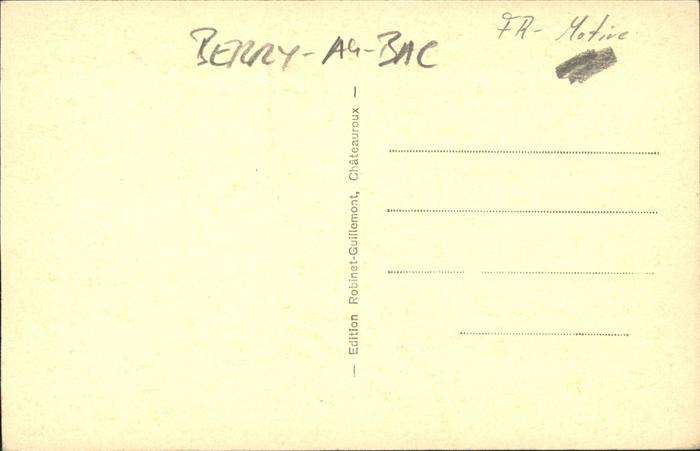 FR- Motive
BERRY-AU-BAC
— Edition Robinet-Guillemont, Châteauroux —